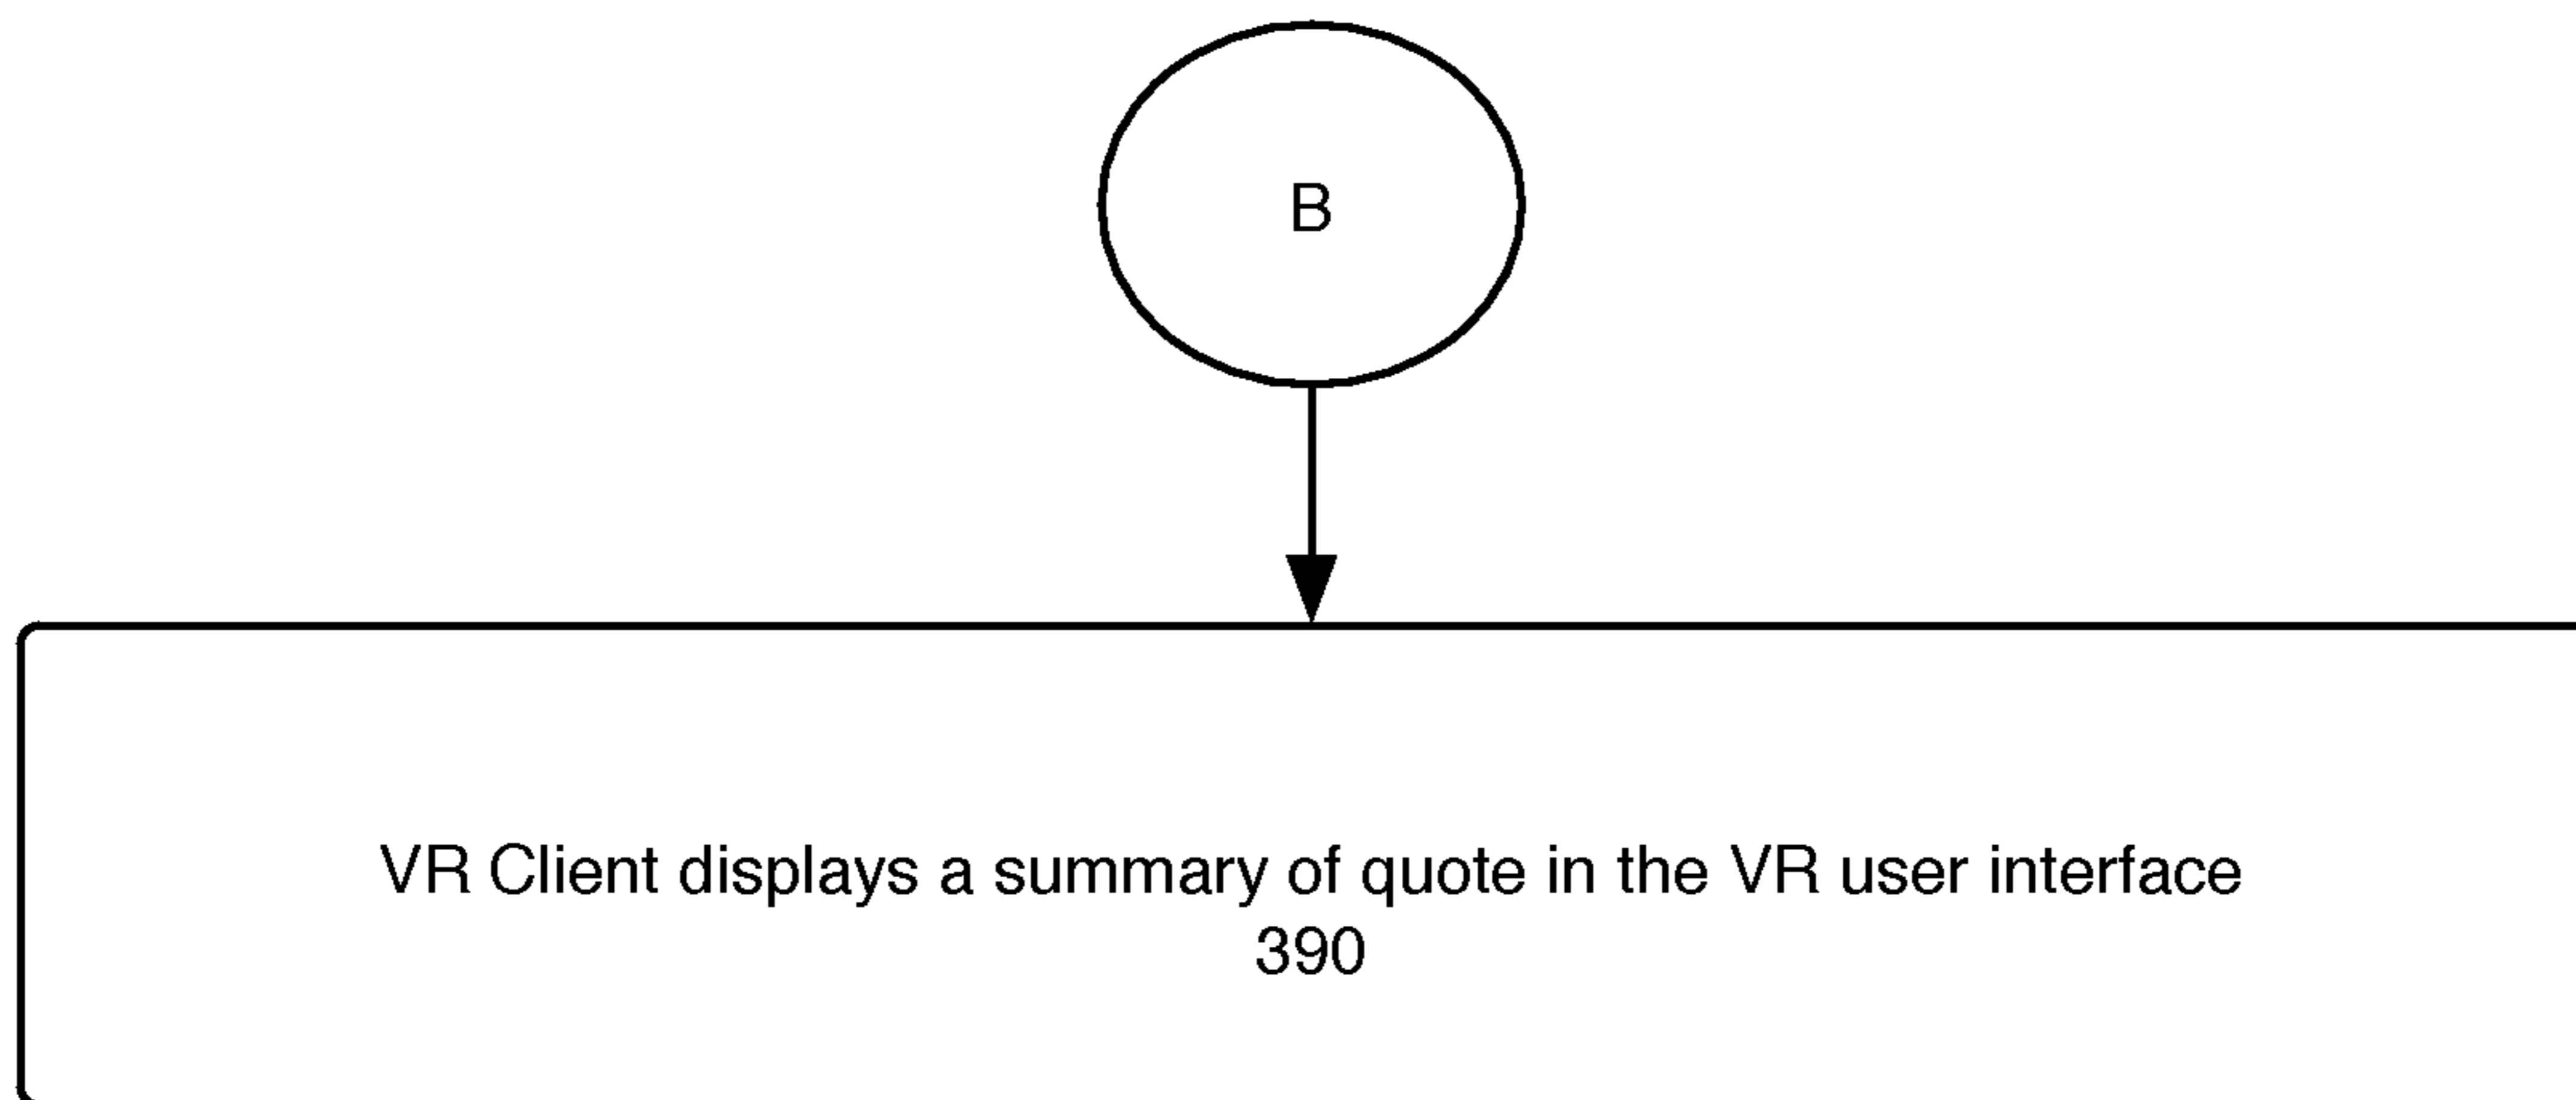 B
VR Client displays a summary of quote in the VR user interface
390